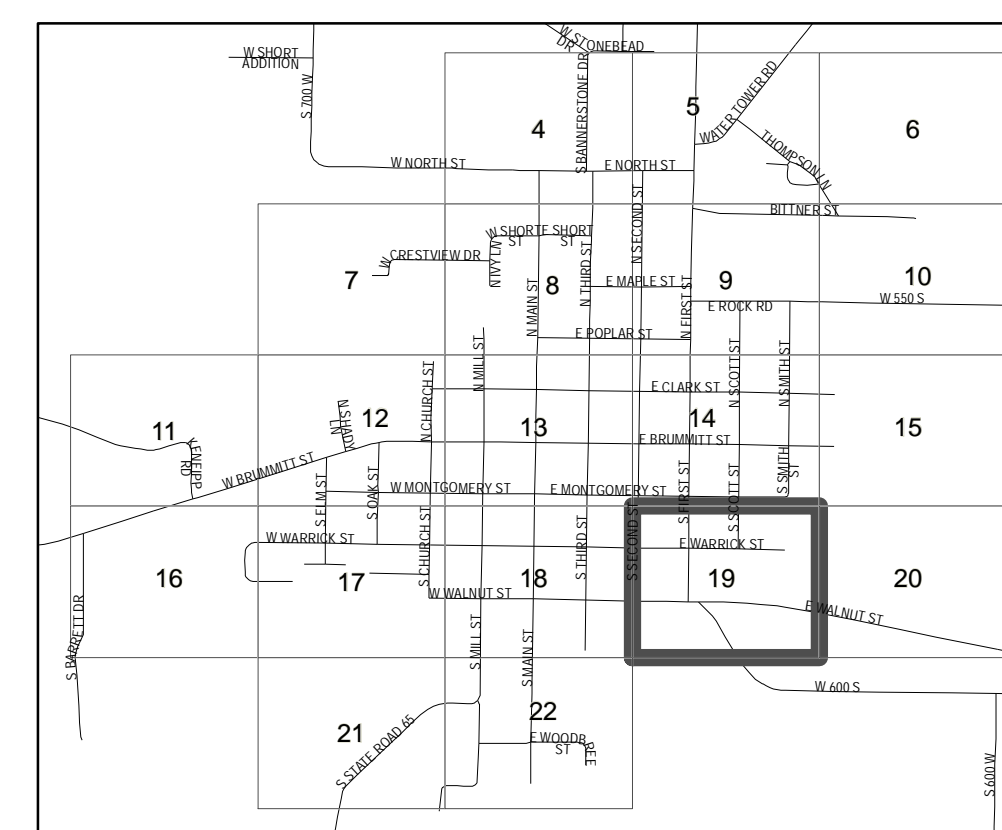 W STONEBEAD
DR
W SHORT
ADDITION
S 700 W
S BANNERSTONE DR
5
WATER TOWER RD
4
6
THOMPSON LN
W NORTH ST
E NORTH ST
N SECOND ST
BITTNER ST
W SHORT
ST
E SHORT
ST
W CRESTVIEW DR
N IVY LN
N THIRD ST
7
8
E MAPLE ST
9
10
W 550 S
N MAIN ST
N FIRST ST
E ROCK RD
E POPLAR ST
N MILL ST
N SCOTT ST
N SMITH ST
N CHURCH ST
E CLARK ST
N SHADY
LN
11
12
13
14
15
KNEIPP
RD
E BRUMMITT ST
W BRUMMITT ST
S SMITH
ST
S ELM ST
S OAK ST
W MONTGOMERY ST
E MONTGOMERY ST
S FIRST ST
S SCOTT ST
S CHURCH ST
S THIRD ST
S SECOND ST
W WARRICK ST
E WARRICK ST
16
17
18
19
20
W WALNUT ST
E WALNUT ST
S BARRETT DR
S MILL ST
S MAIN ST
W 600 S
22
21
S STATE ROAD 65
E WOODB
REE
ST
S 600 W